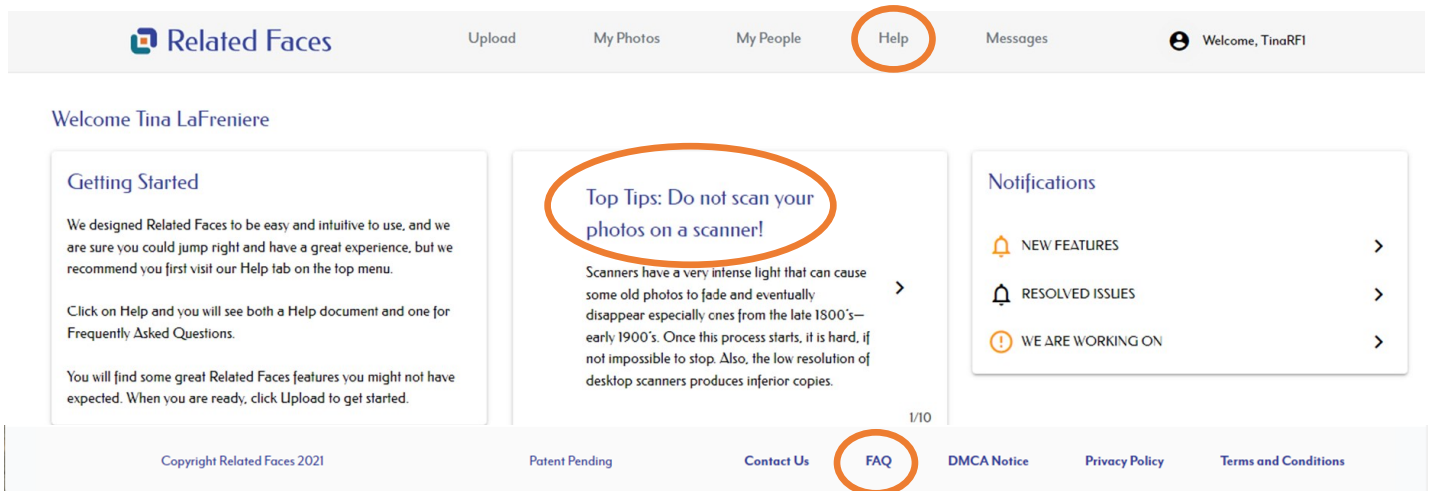 Related Faces
Upload
My Photos
My People
Help
Messages
Welcome, TinaRF1
Welcome Tina LaFreniere
Getting Started
We designed Related Faces to be easy and intuitive to use, and we
are sure you could jump right and have a great experience, but we
recommend you first visit our Help tab on the top menu.
Click on Help and you will see both a Help document and one for
Frequently Asked Questions.
You will find some great Related Faces features you might not have
expected. When you are ready, click Upload to get started.
Top Tips: Do not scan your
photos on a scanner!
Scanners have a very intense light that can cause
some old photos to fade and eventually
disappear especially ones from the late 1800's—
early 1900's. Once this process starts, it is hard, if
not impossible to stop. Also, the low resolution of
desktop scanners produces inferior copies.
1/10
Notifications
NEW FEATURES
RESOLVED ISSUES
WE ARE WORKING ON
Copyright Related Faces 2021
Patent Pending
Contact Us
FAQ
DMCA Notice
Privacy Policy
Terms and Conditions